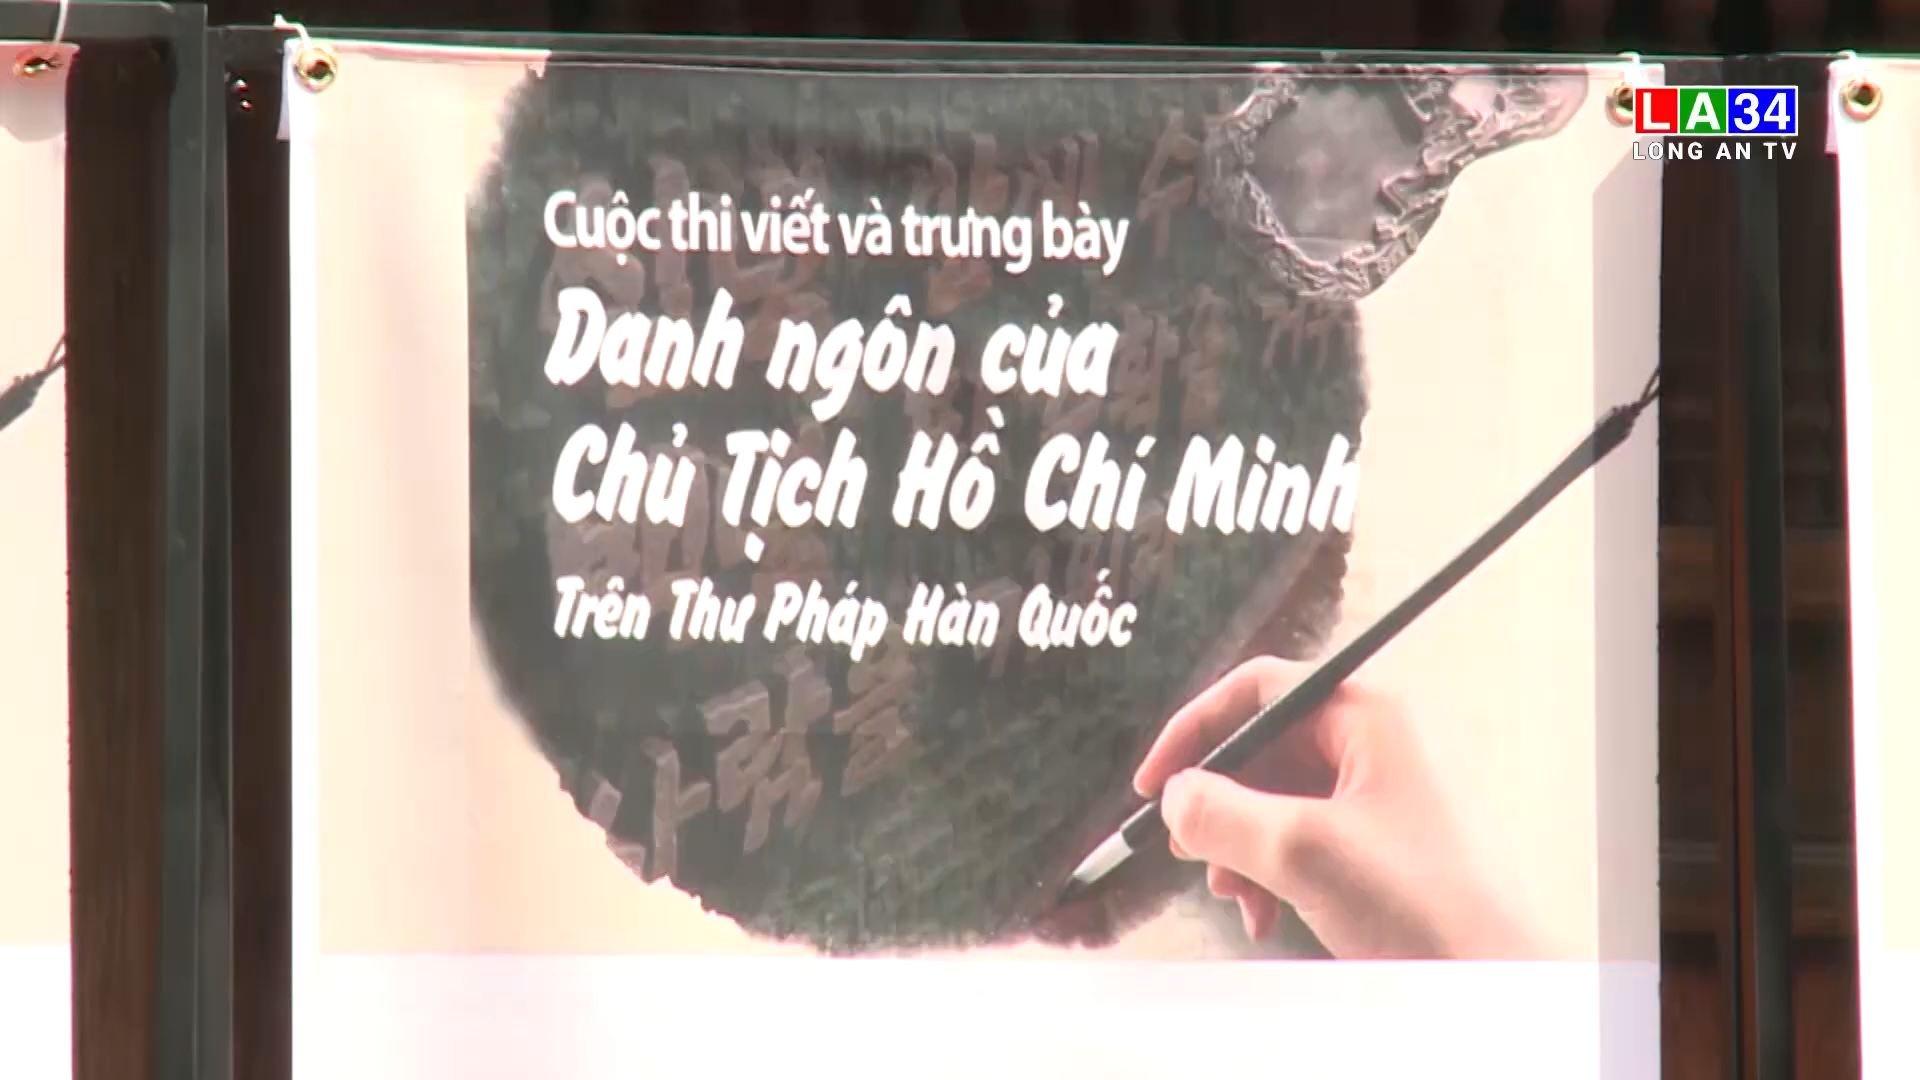 LA34
LONG AN TV
Cuộc thi viết và trưng bày
Danh ngôn của
Chủ Tịch Hồ Chí Minh
Trên Thư Pháp Hàn Quốc